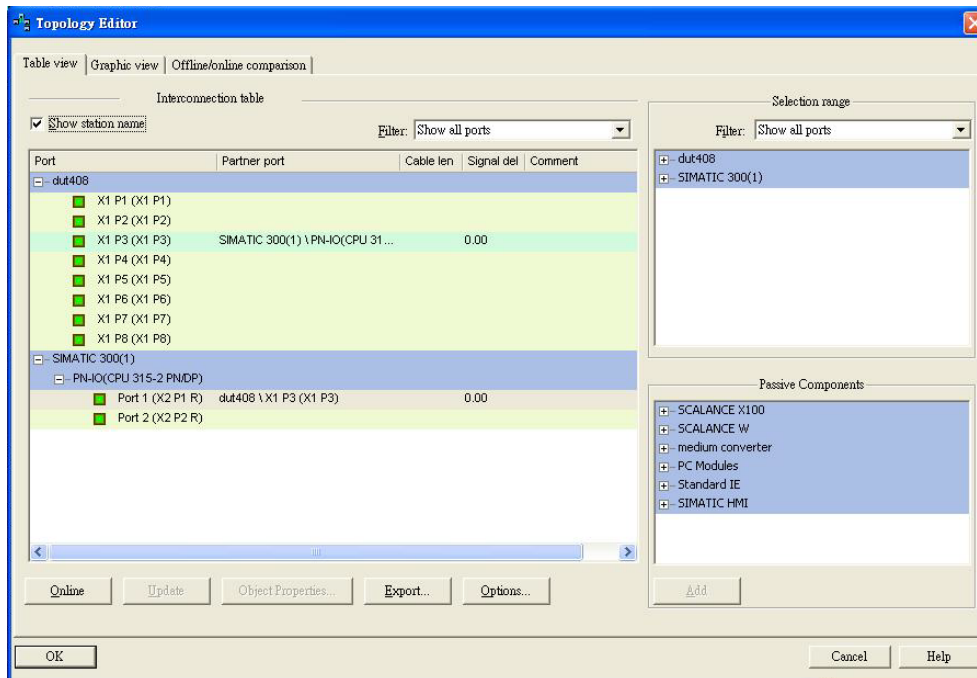 Topology Editor
Table view Graphic view Offline/online comparison
Interconnection table
Show station name
Filter: Show all ports
Port Partner port Cable len Signal del Comment
dut408
X1 P1 (X1 P1)
X1 P2 (X1 P2)
X1 P3 (X1 P3) SIMATIC 300(1) \ PN-IO(CPU 31... 0.00
X1 P4 (X1 P4)
X1 P5 (X1 P5)
X1 P6 (X1 P6)
X1 P7 (X1 P7)
X1 P8 (X1 P8)
SIMATIC 300(1)
PN-IO(CPU 315-2 PN/DP)
Port 1 (X2 P1 R) dut408 \ X1 P3 (X1 P3) 0.00
Port 2 (X2 P2 R)
Online Update Object Properties... Export... Options...
Selection range
Filter: Show all ports
dut408
SIMATIC 300(1)
Passive Components
SCALANCE X100
SCALANCE W
medium converter
PC Modules
Standard IE
SIMATIC HMI
Add
OK Cancel Help